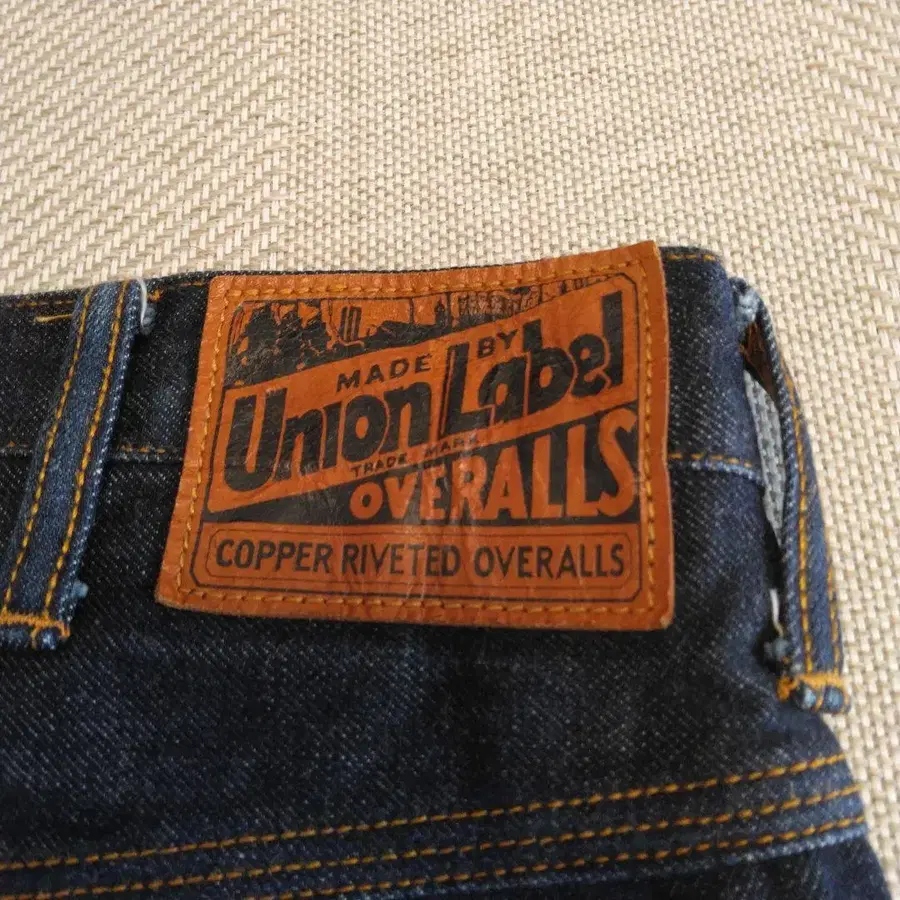 MADE BY
Union Label
TRADE MARK
OVERALLS
COPPER RIVETED OVERALLS